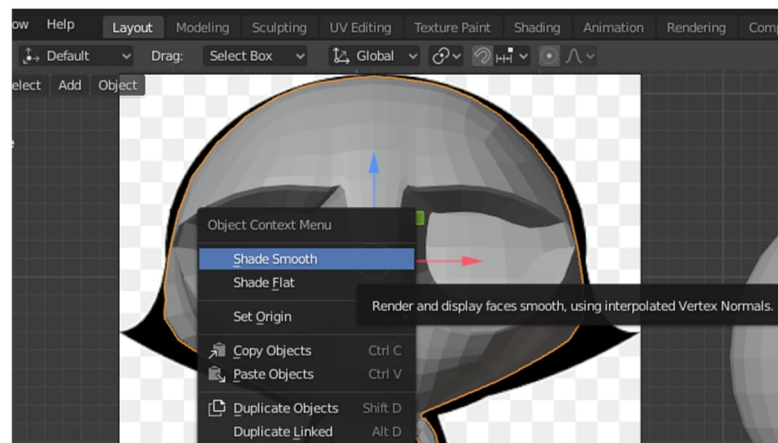 ow Help Layout Modeling Sculpting UV Editing Texture Paint Shading Animation Rendering Com
Default Drag: Select Box Global
elect Add Object
Object Context Menu
Shade Smooth
Shade Flat
Render and display faces smooth, using interpolated Vertex Normals.
Set Origin
Copy Objects Ctrl C
Paste Objects Ctrl V
Duplicate Objects Shift D
Duplicate Linked Alt D